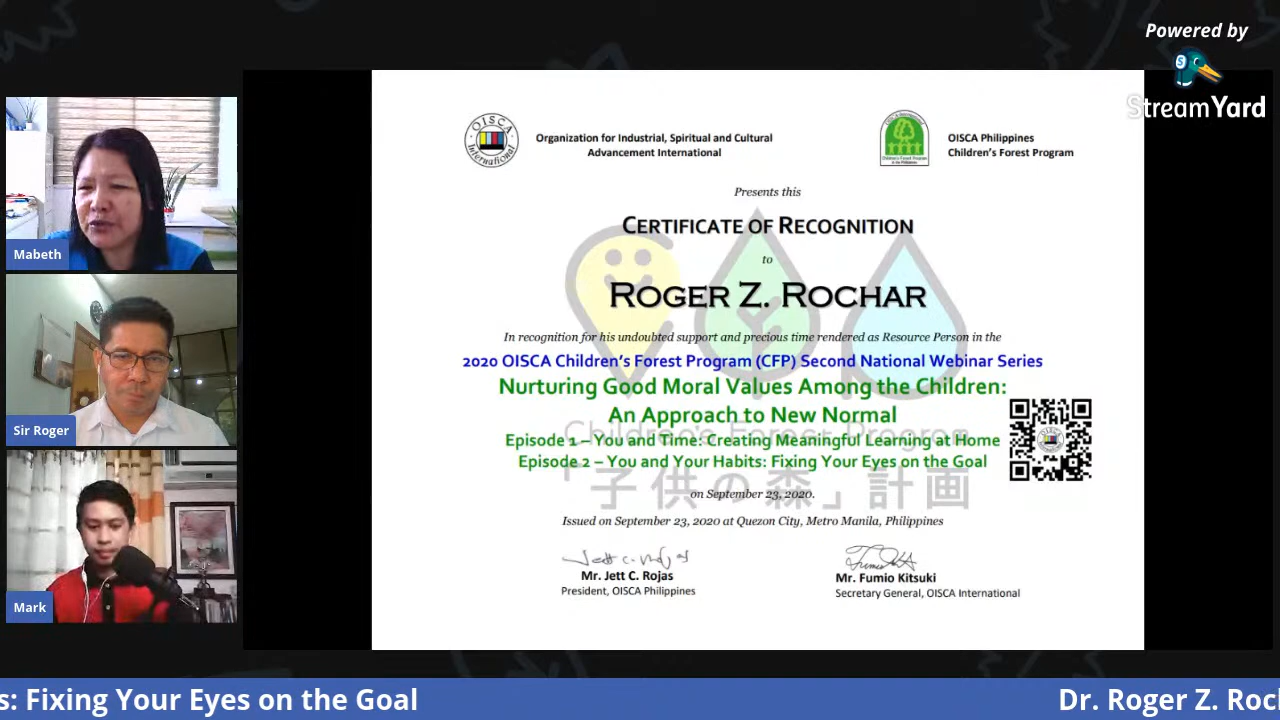 Powered by
StreamYard
Mabeth
Sir Roger
Mark
OISCA
International
Organization for Industrial, Spiritual and Cultural
Advancement International
OISCA Philippines
Children's Forest Program
Presents this
CERTIFICATE OF RECOGNITION
to
ROGER Z. ROCHAR
In recognition for his undoubted support and precious time rendered as Resource Person in the
2020 OISCA Children's Forest Program (CFP) Second National Webinar Series
Nurturing Good Moral Values Among the Children:
An Approach to New Normal
Children's Forest Program
Episode 1 – You and Time: Creating Meaningful Learning at Home
Episode 2 – You and Your Habits: Fixing Your Eyes on the Goal
「子供の森」計画
on September 23, 2020.
Issued on September 23, 2020 at Quezon City, Metro Manila, Philippines
Mr. Jett C. Rojas
President, OISCA Philippines
Mr. Fumio Kitsuki
Secretary General, OISCA International
s: Fixing Your Eyes on the Goal
Dr. Roger Z. Roch